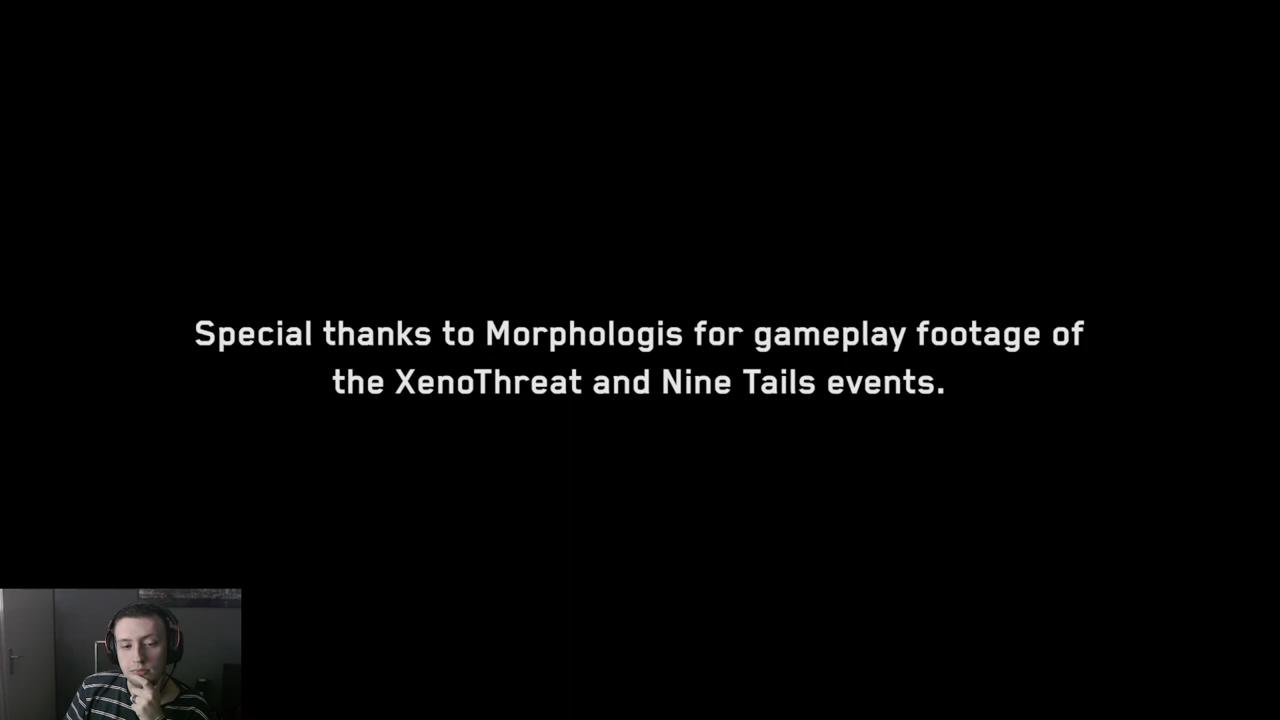 Special thanks to Morphologis for gameplay footage of
the XenoThreat and Nine Tails events.